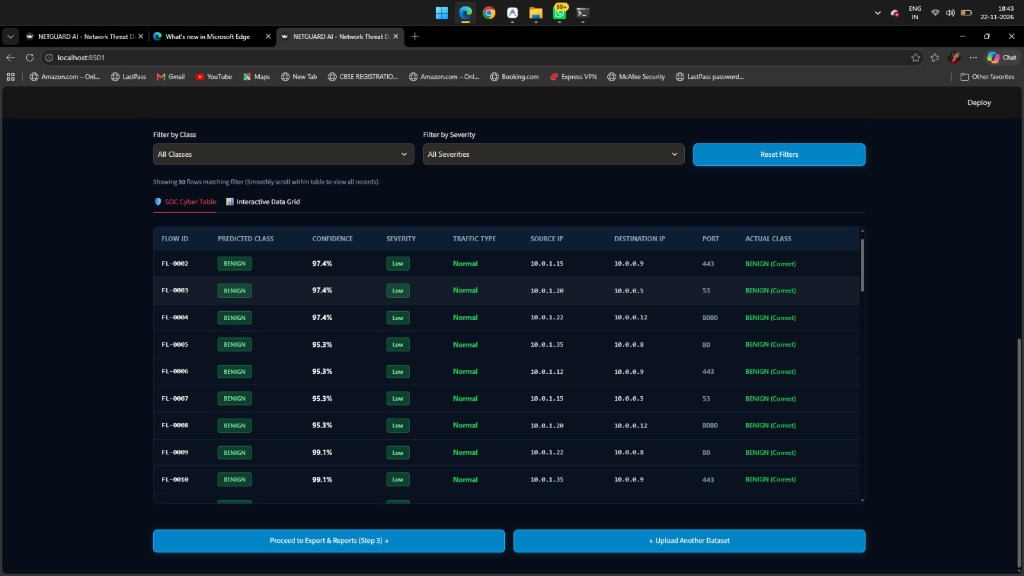 99+
ENG
IN
18:43
22-11-2026
NETGUARD AI - Network Threat D
What's new in Microsoft Edge
NETGUARD AI - Network Threat D
localhost:8501
Chat
Amazon.com – Onl...
LastPass
Gmail
YouTube
Maps
New Tab
CBSE REGISTRATIO...
Amazon.com – Onl...
Booking.com
Express VPN
McAfee Security
LastPass password...
Other favorites
Deploy
Filter by Class
Filter by Severity
All Classes
All Severities
Reset Filters
Showing 50 flows matching filter (Smoothly scroll within table to view all records):
SOC Cyber Table
Interactive Data Grid
FLOW ID PREDICTED CLASS CONFIDENCE SEVERITY TRAFFIC TYPE SOURCE IP DESTINATION IP PORT ACTUAL CLASS
FL-0002 BENIGN 97.4% Low Normal 10.0.1.15 10.0.0.9 443 BENIGN (Correct)
FL-0003 BENIGN 97.4% Low Normal 10.0.1.20 10.0.0.5 53 BENIGN (Correct)
FL-0004 BENIGN 97.4% Low Normal 10.0.1.22 10.0.0.12 8080 BENIGN (Correct)
FL-0005 BENIGN 95.3% Low Normal 10.0.1.35 10.0.0.8 80 BENIGN (Correct)
FL-0006 BENIGN 95.3% Low Normal 10.0.1.12 10.0.0.9 443 BENIGN (Correct)
FL-0007 BENIGN 95.3% Low Normal 10.0.1.15 10.0.0.5 53 BENIGN (Correct)
FL-0008 BENIGN 95.3% Low Normal 10.0.1.20 10.0.0.12 8080 BENIGN (Correct)
FL-0009 BENIGN 99.1% Low Normal 10.0.1.22 10.0.0.8 80 BENIGN (Correct)
FL-0010 BENIGN 99.1% Low Normal 10.0.1.35 10.0.0.9 443 BENIGN (Correct)
Proceed to Export & Reports (Step 3) →
← Upload Another Dataset